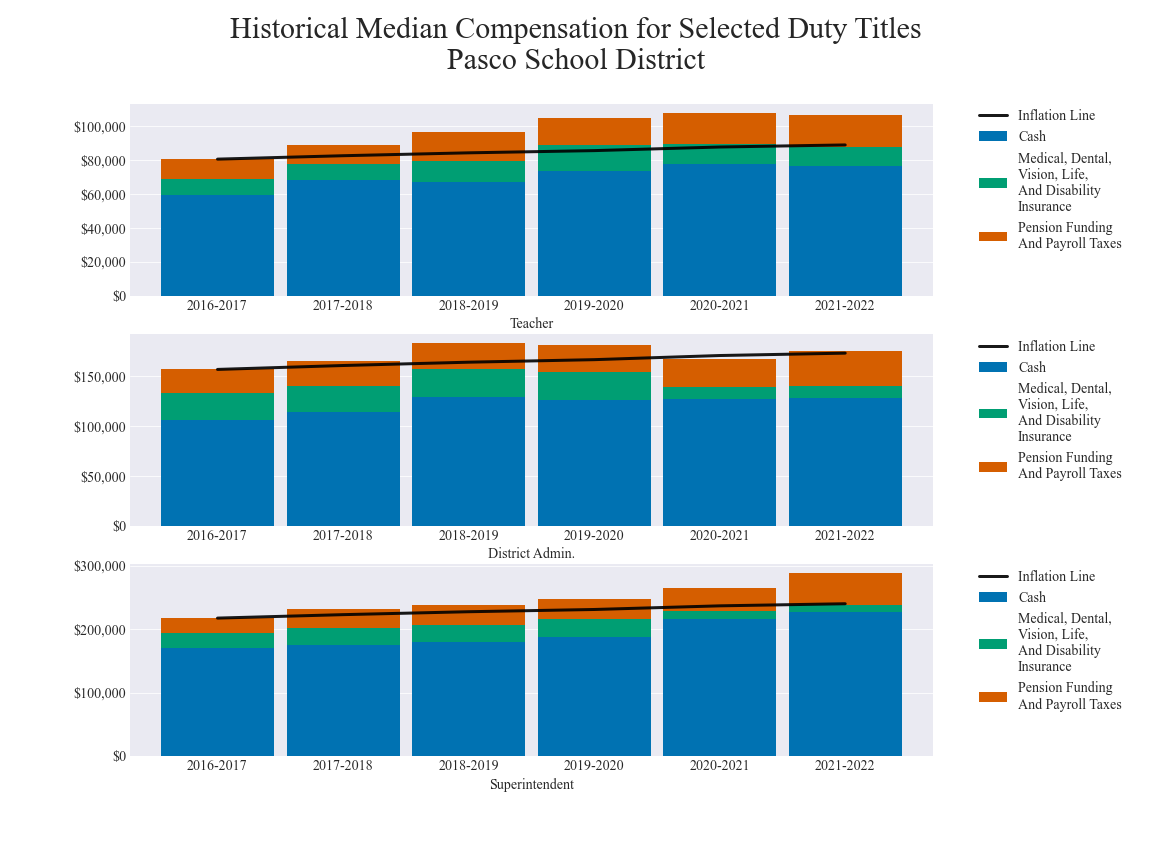 Historical Median Compensation for Selected Duty Titles
Pasco School District
$100,000
$80,000
$60,000
$40,000
$20,000
$0
2016-2017
2017-2018
2018-2019
2019-2020
2020-2021
2021-2022
Teacher
Inflation Line
Cash
Medical, Dental,
Vision, Life,
And Disability
Insurance
Pension Funding
And Payroll Taxes
$150,000
$100,000
$50,000
$0
2016-2017
2017-2018
2018-2019
2019-2020
2020-2021
2021-2022
District Admin.
Inflation Line
Cash
Medical, Dental,
Vision, Life,
And Disability
Insurance
Pension Funding
And Payroll Taxes
$300,000
$200,000
$100,000
$0
2016-2017
2017-2018
2018-2019
2019-2020
2020-2021
2021-2022
Superintendent
Inflation Line
Cash
Medical, Dental,
Vision, Life,
And Disability
Insurance
Pension Funding
And Payroll Taxes